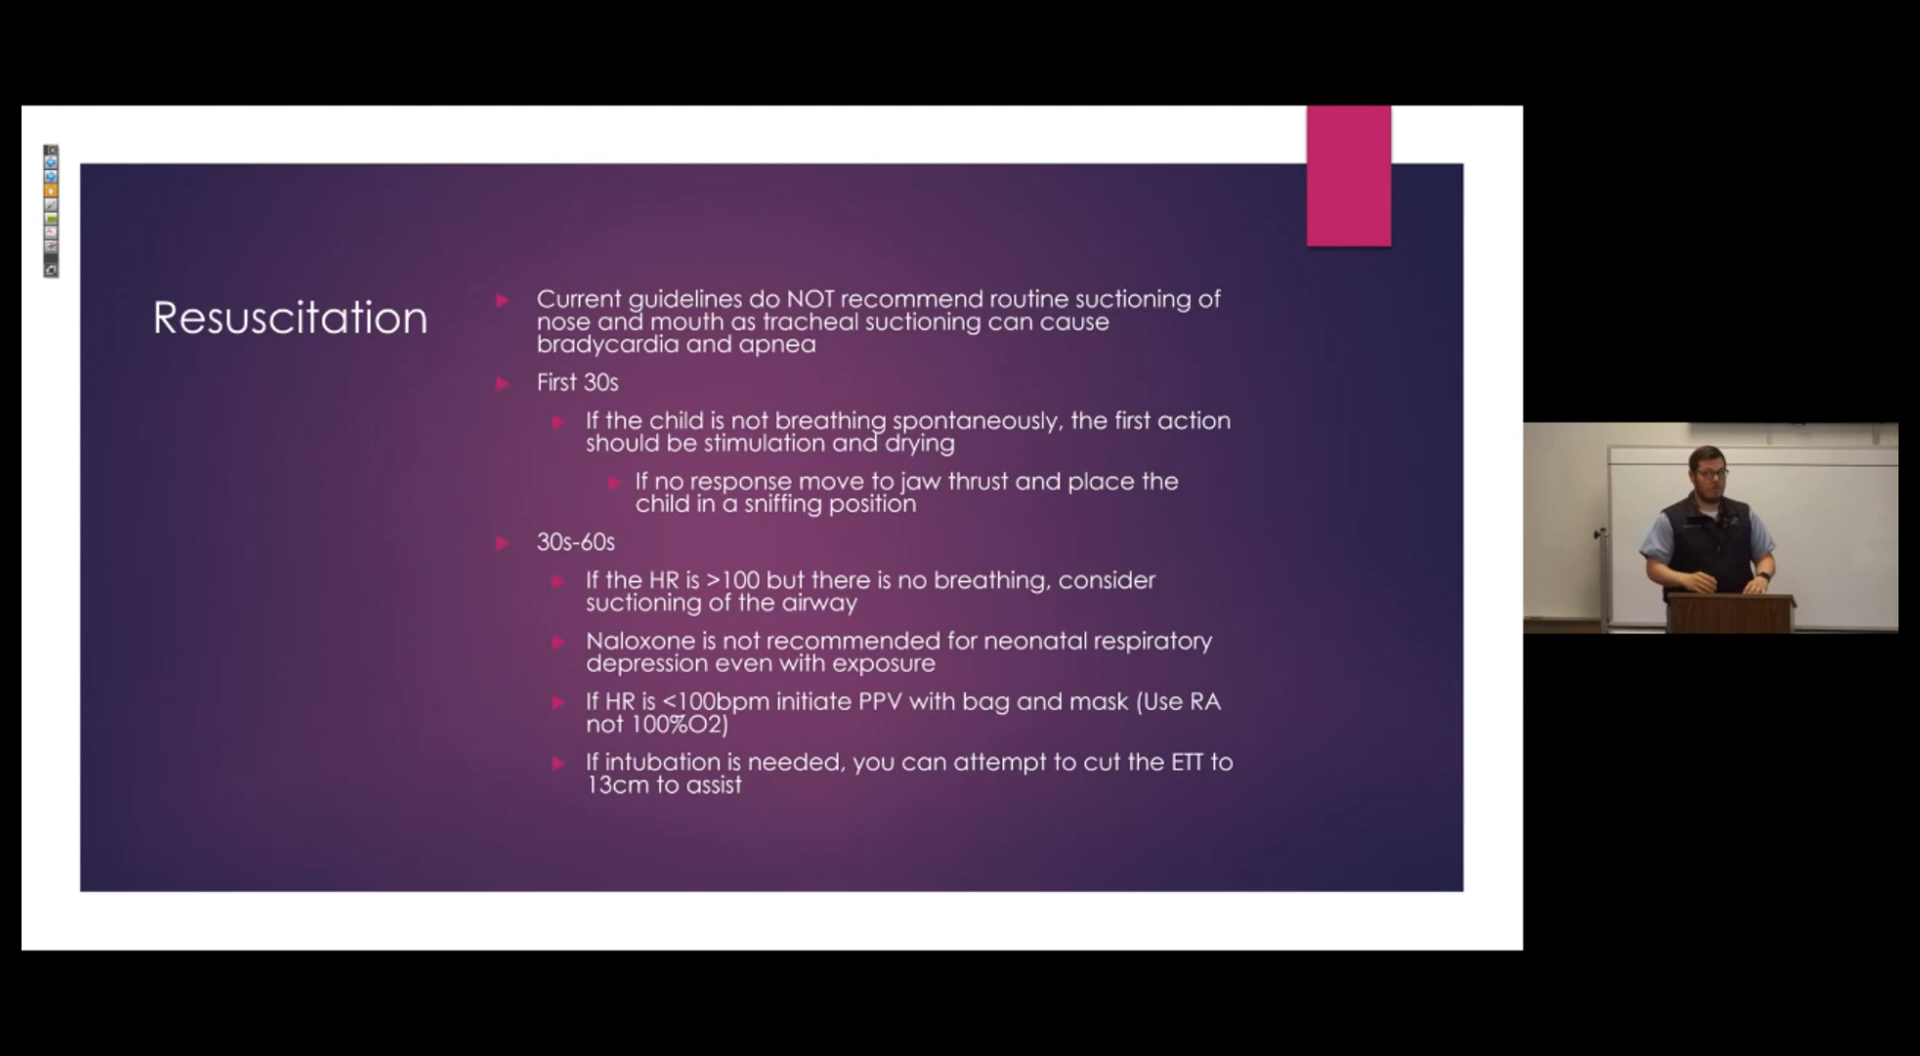 Resuscitation
Current guidelines do NOT recommend routine suctioning of
nose and mouth as tracheal suctioning can cause
bradycardia and apnea
First 30s
If the child is not breathing spontaneously, the first action
should be stimulation and drying
If no response move to jaw thrust and place the
child in a sniffing position
30s-60s
If the HR is >100 but there is no breathing, consider
suctioning of the airway
Naloxone is not recommended for neonatal respiratory
depression even with exposure
If HR is <100bpm initiate PPV with bag and mask (Use RA
not 100%O2)
If intubation is needed, you can attempt to cut the ETT to
13cm to assist